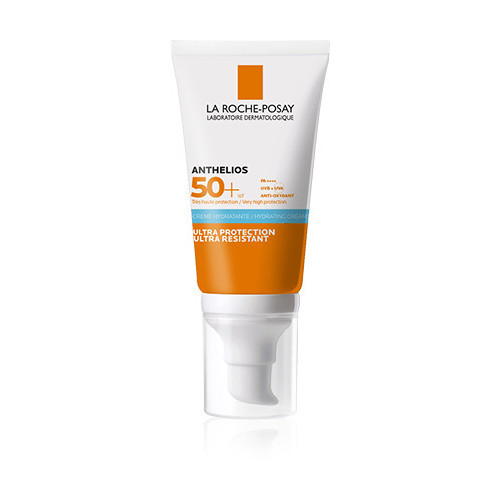 LA ROCHE-POSAY
LABORATOIRE DERMATOLOGIQUE
ANTHELIOS
50+
PA ++++
UVB + UVA
ANTI-OXYDANT
Très haute protection / Very high protection
CRÈME HYDRATANTE / HYDRATING CREAM
ULTRA PROTECTION
ULTRA RESISTANT